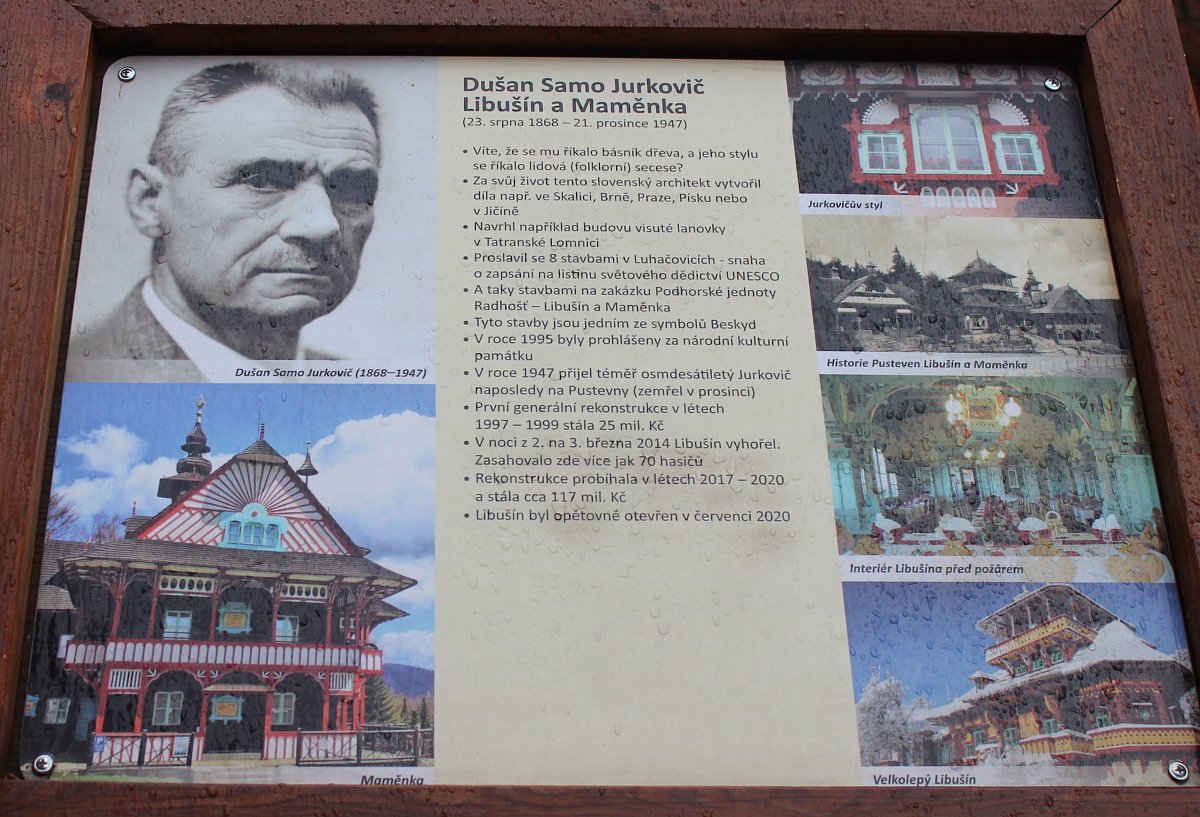 Dušan Samo Jurkovič
Libušín a Maměnka
(23. srpna 1868 – 21. prosince 1947)
• Víte, že se mu říkalo básník dřeva, a jeho stylu
se říkalo lidová (folklorní) secese?
• Za svůj život tento slovenský architekt vytvořil
díla např. ve Skalici, Brně, Praze, Písku nebo
v Jičíně
• Navrhl například budovu visuté lanovky
v Tatranské Lomnici
• Proslavil se 8 stavbami v Luhačovicích - snaha
o zapsání na listinu světového dědictví UNESCO
• A taky stavbami na zakázku Podhorské jednoty
Radhošť – Libušín a Maměnka
• Tyto stavby jsou jedním ze symbolů Beskyd
• V roce 1995 byly prohlášeny za národní kulturní
památku
• V roce 1947 přijel téměř osmdesátiletý Jurkovič
naposledy na Pustevny (zemřel v prosinci)
• První generální rekonstrukce v létech
1997 – 1999 stála 25 mil. Kč
• V noci z 2. na 3. března 2014 Libušín vyhořel.
Zasahovalo zde více jak 70 hasičů
• Rekonstrukce probíhala v létech 2017 – 2020
a stála cca 117 mil. Kč
• Libušín byl opětovně otevřen v červenci 2020
Dušan Samo Jurkovič (1868–1947)
Maměnka
Jurkovičův styl
Historie Pusteven Libušín a Maměnka
Interiér Libušína před požárem
Velkolepý Libušín